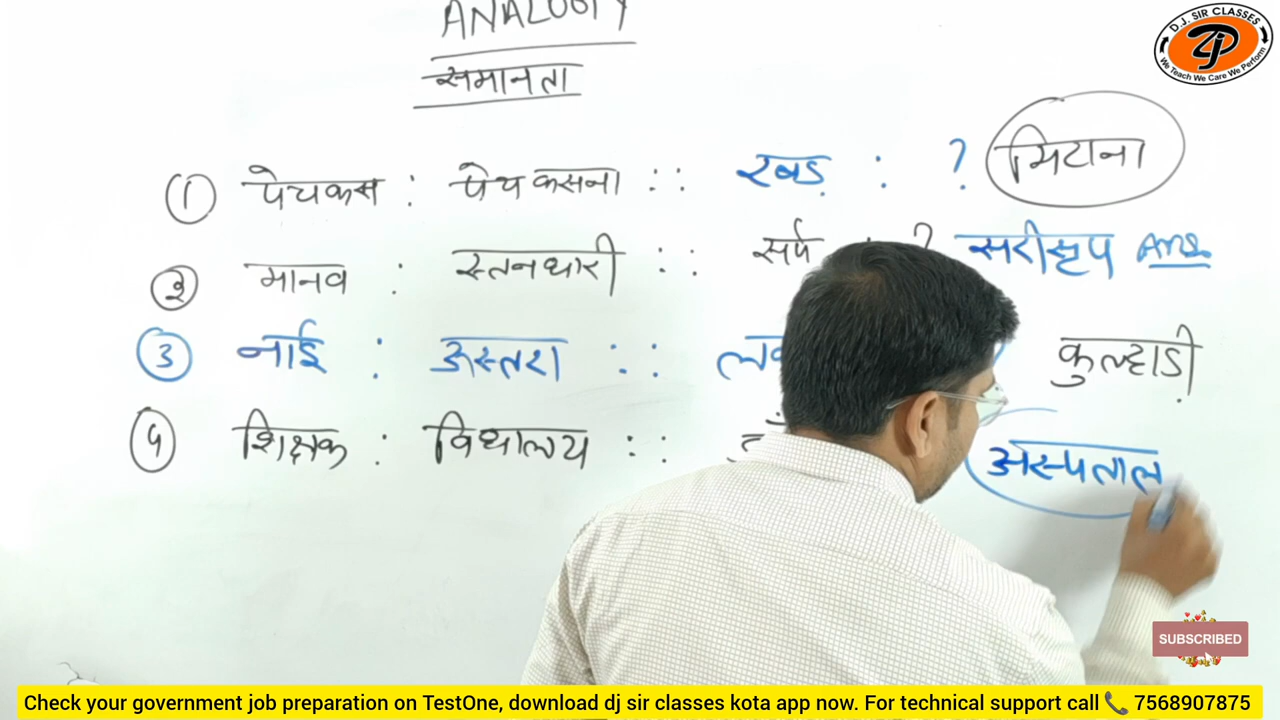 ANALOGY
समानता
① पेचकस : पेच कसना :: रबड़ : ? मिटाना
② मानव : स्तनधारी :: सर्प : ? सरीसृप Ans
③ नाई : उस्तरा :: कुल्हाड़ी
④ शिक्षक : विधालय :: अस्पताल
D.J. SIR CLASSES
We Teach We Care We Perform
SUBSCRIBED
Check your government job preparation on TestOne, download dj sir classes kota app now. For technical support call 📞 7568907875